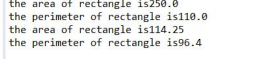 the area of rectangle is250.0
the perimeter of rectangle is110.0
the area of rectangle is114.25
the perimeter of rectangle is96.4